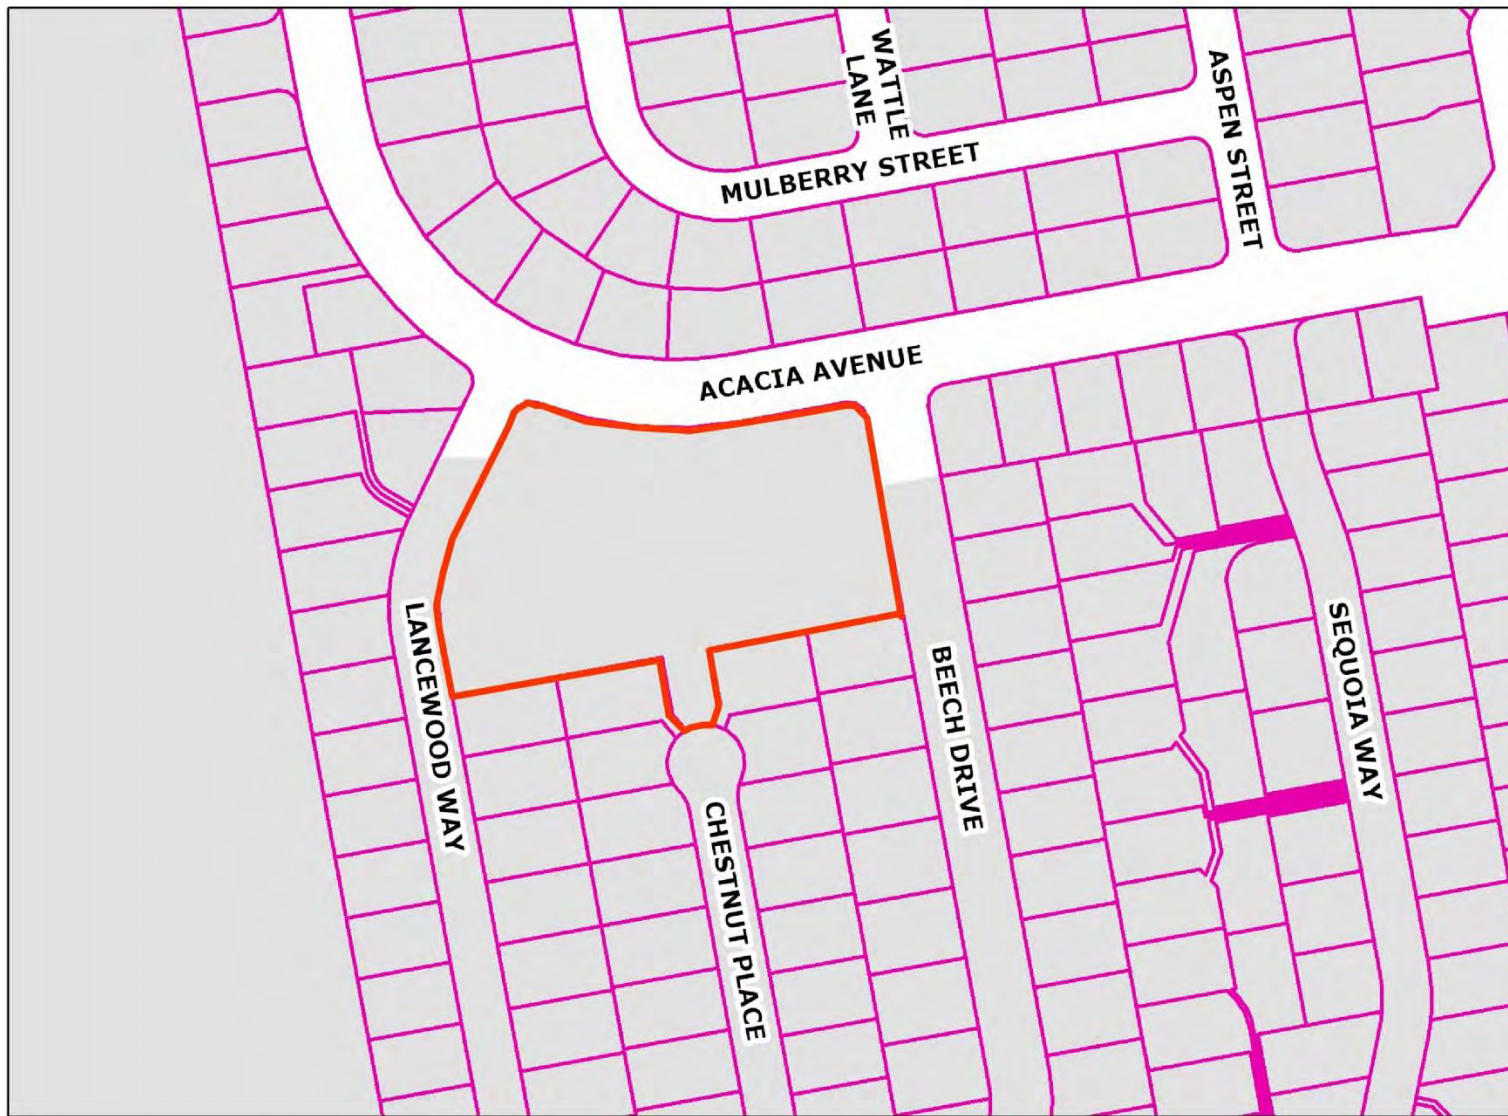 WATTLE
LANE
ASPEN STREET
MULBERRY STREET
ACACIA AVENUE
LANCEWOOD WAY
BEECH DRIVE
SEQUOIA WAY
CHESTNUT PLACE